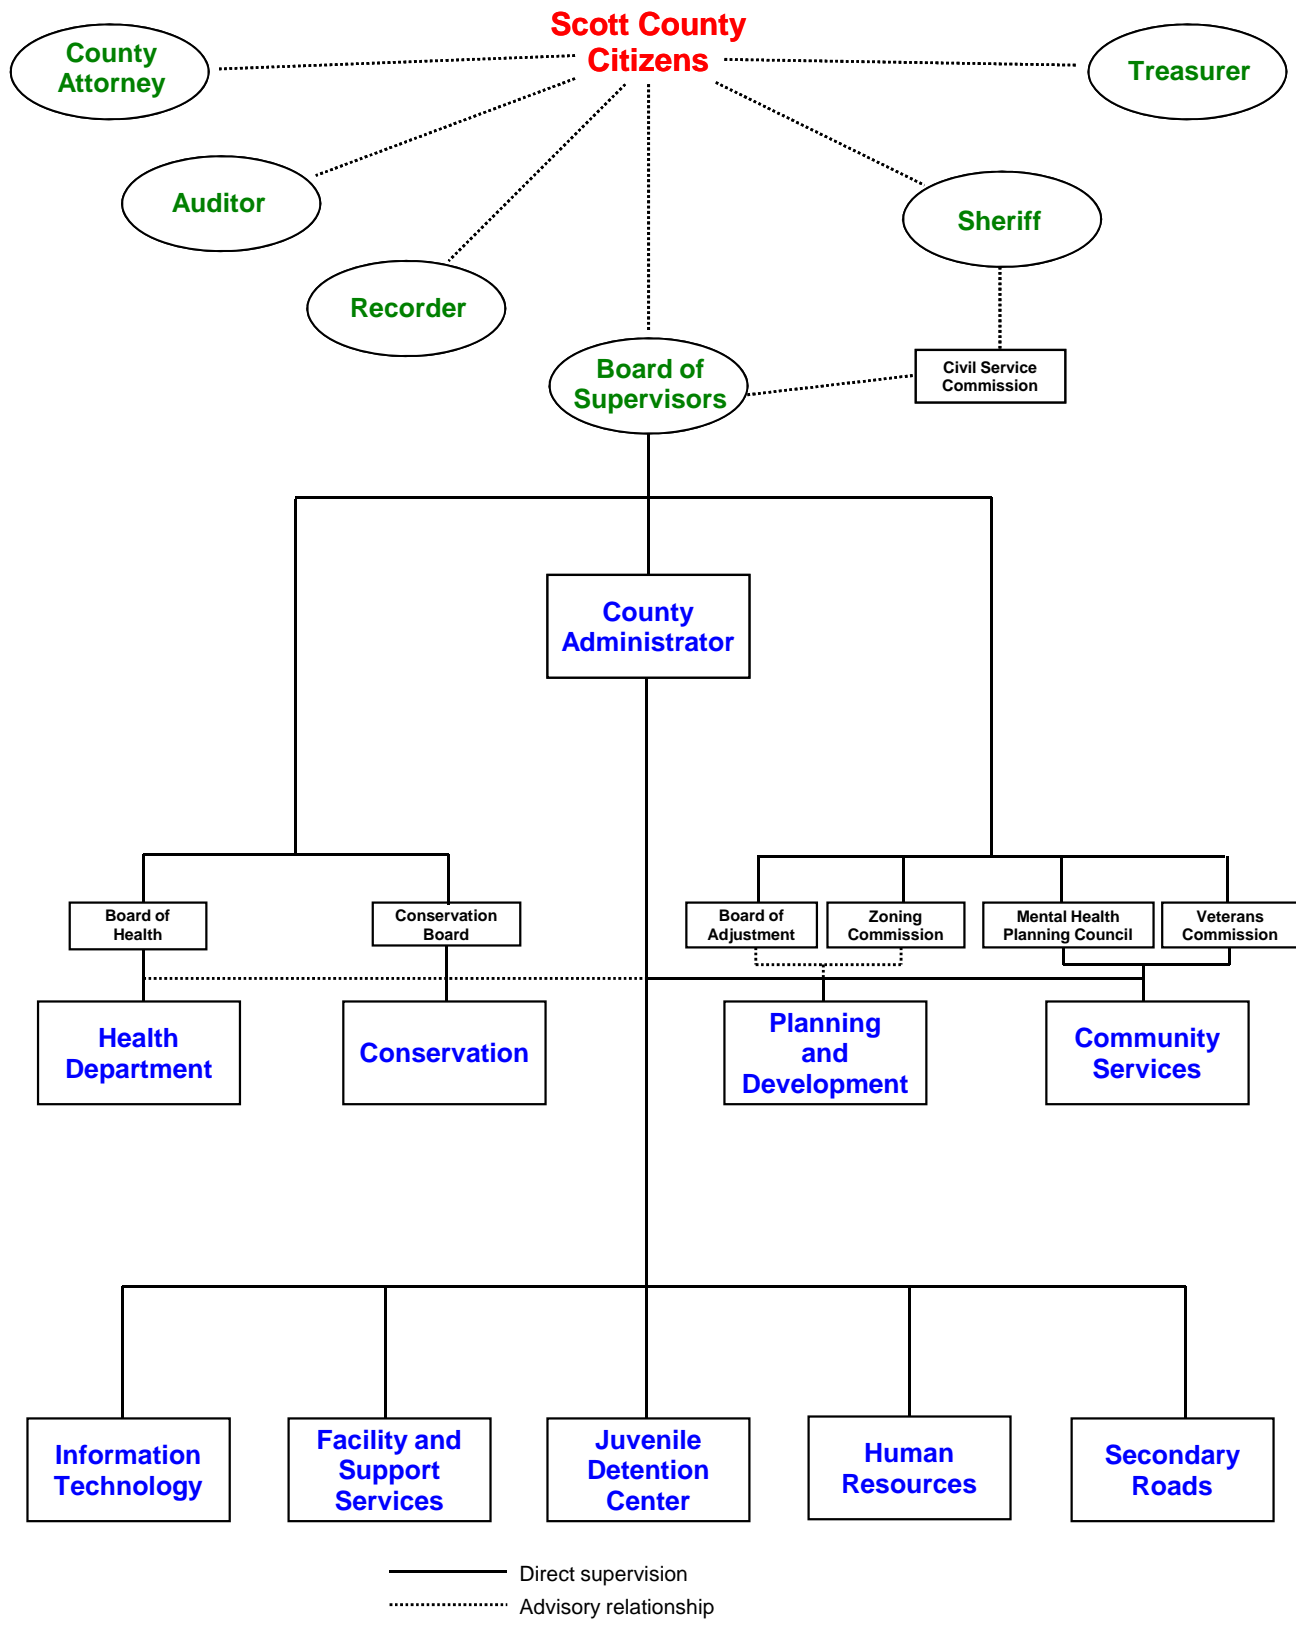 Scott County
Citizens
County
Attorney
Treasurer
Auditor
Sheriff
Recorder
Board of
Supervisors
Civil Service
Commission
County
Administrator
Board of
Health
Conservation
Board
Board of
Adjustment
Zoning
Commission
Mental Health
Planning Council
Veterans
Commission
Health
Department
Conservation
Planning
and
Development
Community
Services
Information
Technology
Facility and
Support
Services
Juvenile
Detention
Center
Human
Resources
Secondary
Roads
Direct supervision
Advisory relationship